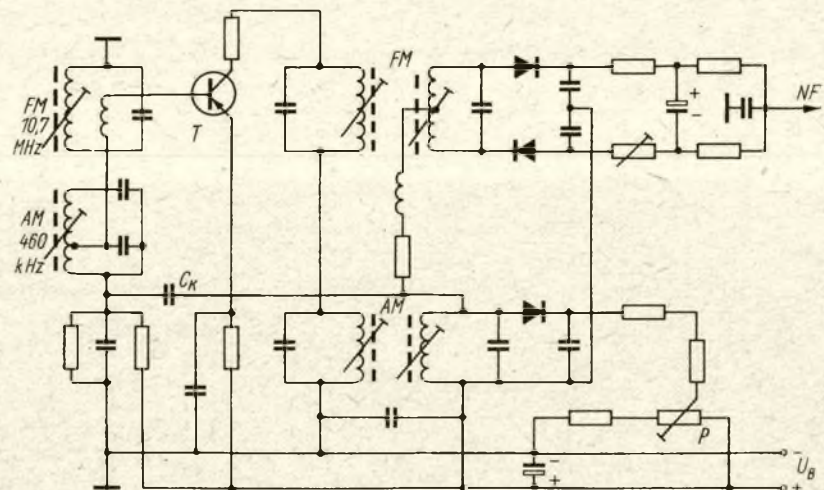 FM
10,7
MHz
T
FM
NF
AM
460
kHz
C_K
AM
P
U_B
+
-
-
+
-
+